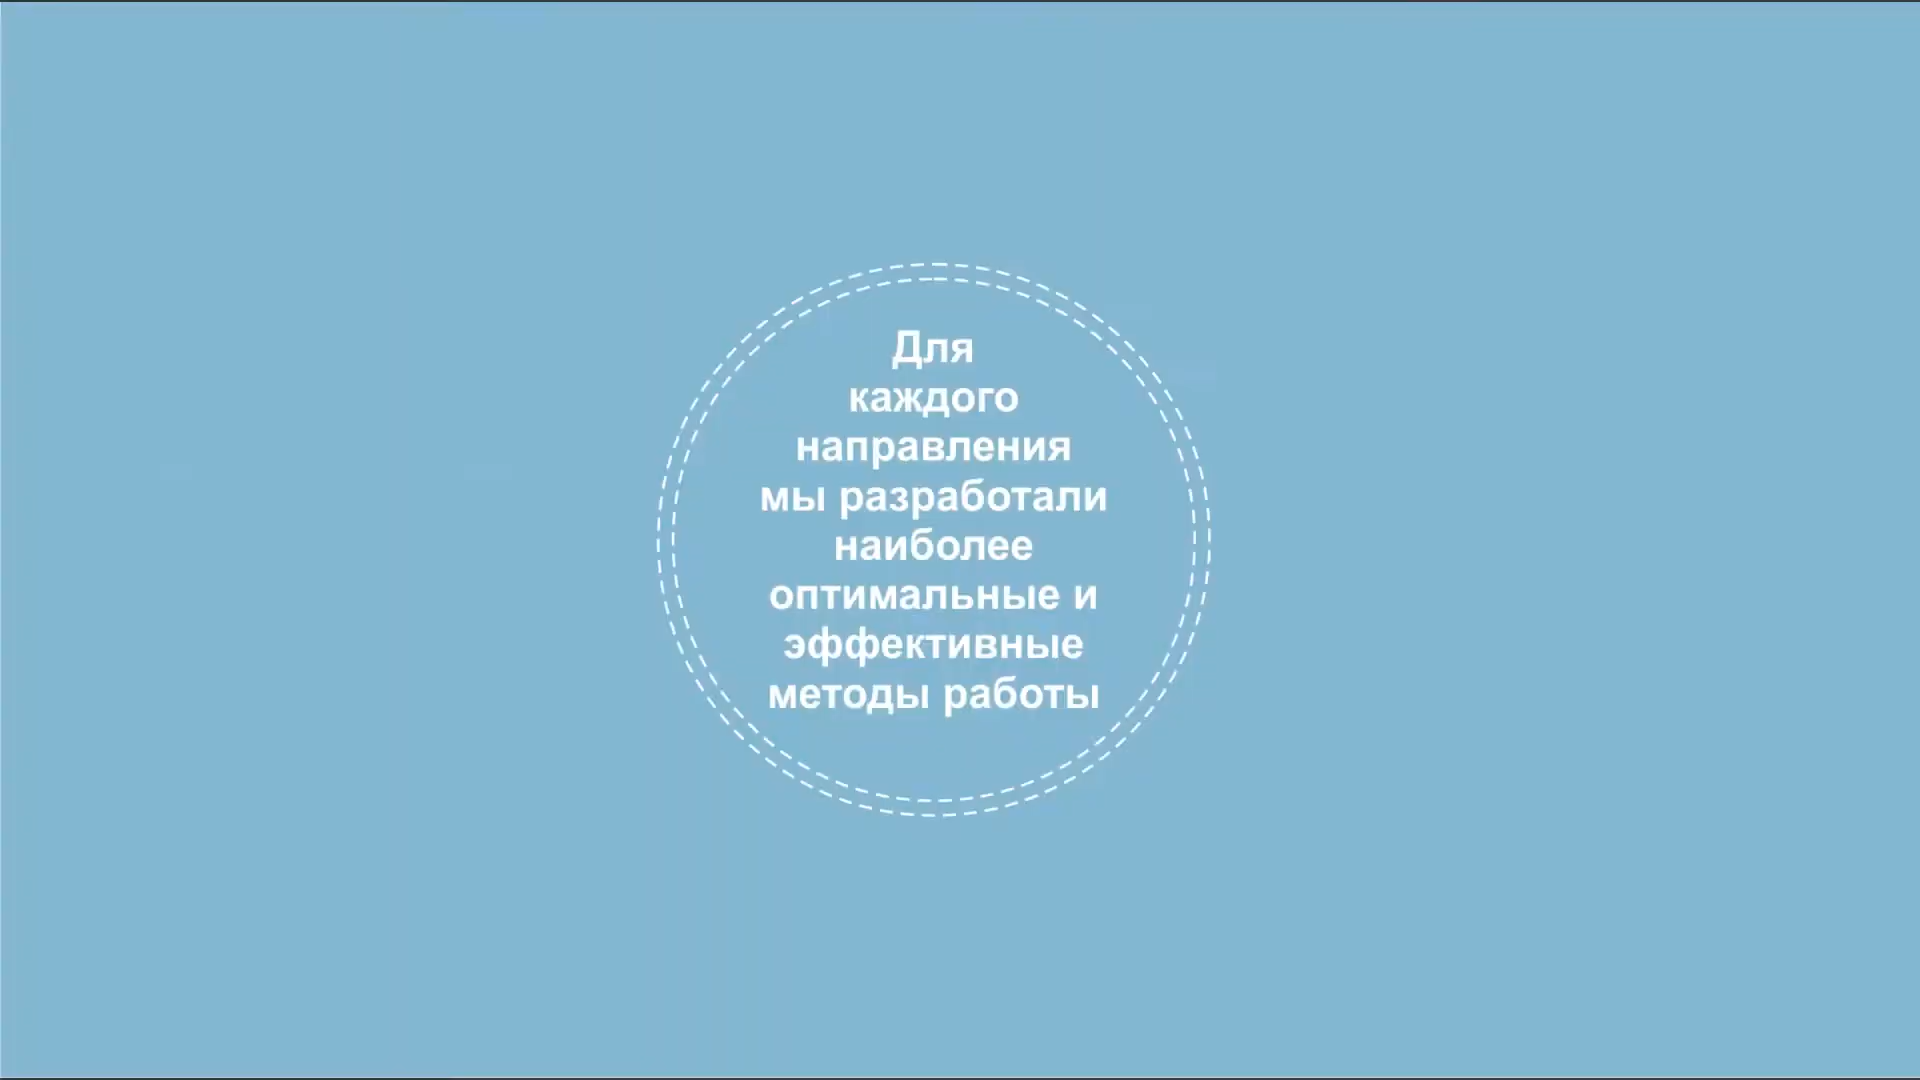 Для
каждого
направления
мы разработали
наиболее
оптимальные и
эффективные
методы работы